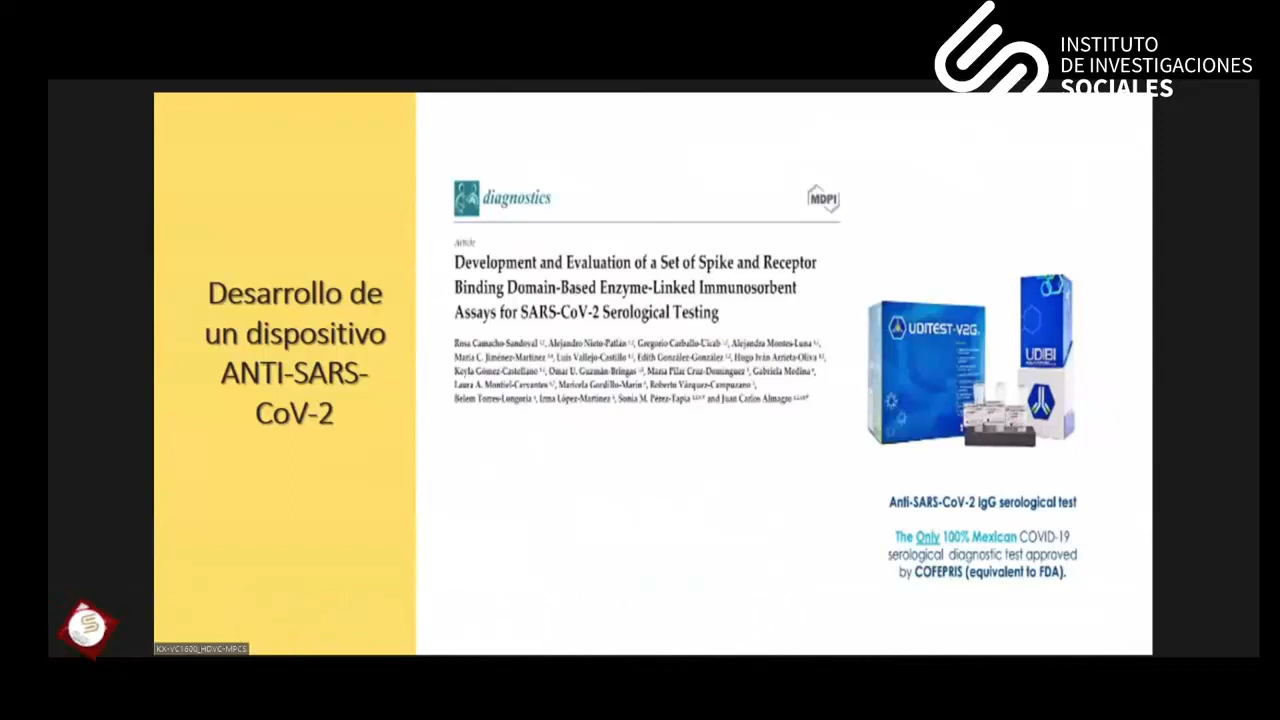 INSTITUTO
DE INVESTIGACIONES
SOCIALES
Desarrollo de
un dispositivo
ANTI-SARS-
CoV-2
diagnostics
MDPI
Article
Development and Evaluation of a Set of Spike and Receptor
Binding Domain-Based Enzyme-Linked Immunosorbent
Assays for SARS-CoV-2 Serological Testing
Rosa Camacho-Sandoval, Alejandro Nieto-Patlán, Gregorio Carballo-Uicab, Alejandra Montes-Luna,
María C. Jiménez-Martínez, Luis Vallejo-Castillo, Edith González-González, Hugo Iván Arrieta-Oliva,
Keyla Gómez-Castellano, Omar U. Guzmán-Bringas, María Pilar Cruz-Domínguez, Gabriela Medina,
Laura A. Montiel-Cervantes, Maricela Gordillo-Marín, Roberto Vázquez-Campuzano,
Belem Torres-Longoria, Irma López-Martínez, Sonia M. Pérez-Tapia and Juan Carlos Almagro
UDITEST-V2G
UDIBI
Anti-SARS-CoV-2 IgG serological test
The Only 100% Mexican COVID-19
serological diagnostic test approved
by COFEPRIS (equivalent to FDA).
KX-VC1600_HDVC-MPCS